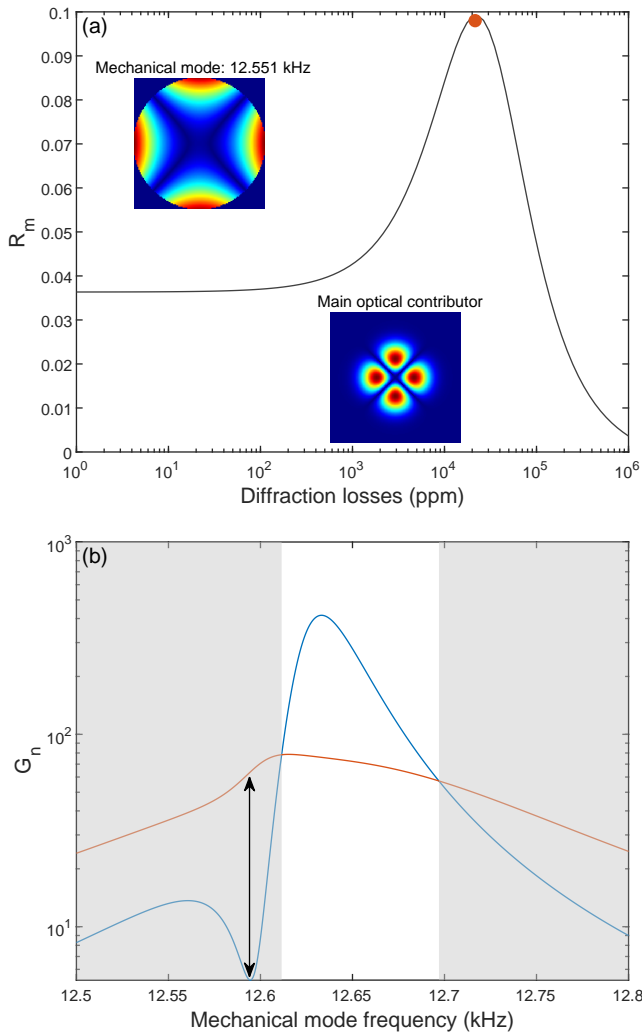 (a)
Mechanical mode: 12.551 kHz
Main optical contributor
R_m
0.1
0.09
0.08
0.07
0.06
0.05
0.04
0.03
0.02
0.01
0
10^0 10^1 10^2 10^3 10^4 10^5 10^6
Diffraction losses (ppm)
(b)
G_n
10^3
10^2
10^1
12.5 12.55 12.6 12.65 12.7 12.75 12.8
Mechanical mode frequency (kHz)